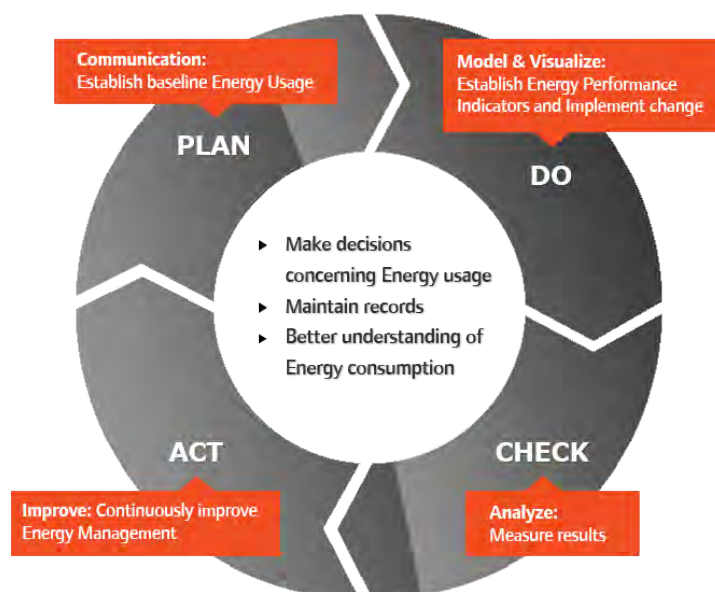 Communication:
Establish baseline Energy Usage
PLAN
Model & Visualize:
Establish Energy Performance
Indicators and Implement change
DO
▸ Make decisions
concerning Energy usage
▸ Maintain records
▸ Better understanding of
Energy consumption
ACT
Improve: Continuously improve
Energy Management
CHECK
Analyze:
Measure results